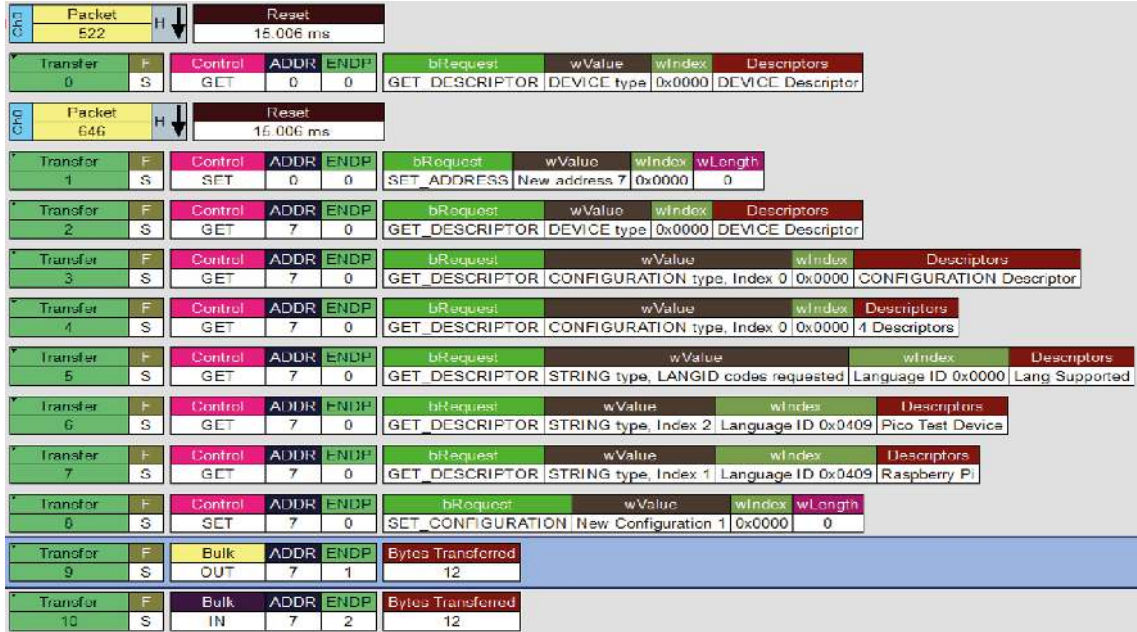 Chg Packet H Reset
522 15.006 ms
Transfer F Control ADDR ENDP bRequest wValue wIndex Descriptors
0 S GET 0 0 GET_DESCRIPTOR DEVICE type 0x0000 DEVICE Descriptor
Chg Packet H Reset
646 15.006 ms
Transfer F Control ADDR ENDP bRequest wValue wIndex wLength
1 S SET 0 0 SET_ADDRESS New address 7 0x0000 0
Transfer F Control ADDR ENDP bRequest wValue wIndex Descriptors
2 S GET 7 0 GET_DESCRIPTOR DEVICE type 0x0000 DEVICE Descriptor
Transfer F Control ADDR ENDP bRequest wValue wIndex Descriptors
3 S GET 7 0 GET_DESCRIPTOR CONFIGURATION type, Index 0 0x0000 CONFIGURATION Descriptor
Transfer F Control ADDR ENDP bRequest wValue wIndex Descriptors
4 S GET 7 0 GET_DESCRIPTOR CONFIGURATION type, Index 0 0x0000 4 Descriptors
Transfer F Control ADDR ENDP bRequest wValue wIndex Descriptors
5 S GET 7 0 GET_DESCRIPTOR STRING type, LANGID codes requested Language ID 0x0000 Lang Supported
Transfer F Control ADDR ENDP bRequest wValue wIndex Descriptors
6 S GET 7 0 GET_DESCRIPTOR STRING type, Index 2 Language ID 0x0409 Pico Test Device
Transfer F Control ADDR ENDP bRequest wValue wIndex Descriptors
7 S GET 7 0 GET_DESCRIPTOR STRING type, Index 1 Language ID 0x0409 Raspberry Pi
Transfer F Control ADDR ENDP bRequest wValue wIndex wLength
8 S SET 7 0 SET_CONFIGURATION New Configuration 1 0x0000 0
Transfer F Bulk ADDR ENDP Bytes Transferred
9 S OUT 7 1 12
Transfer F Bulk ADDR ENDP Bytes Transferred
10 S IN 7 2 12